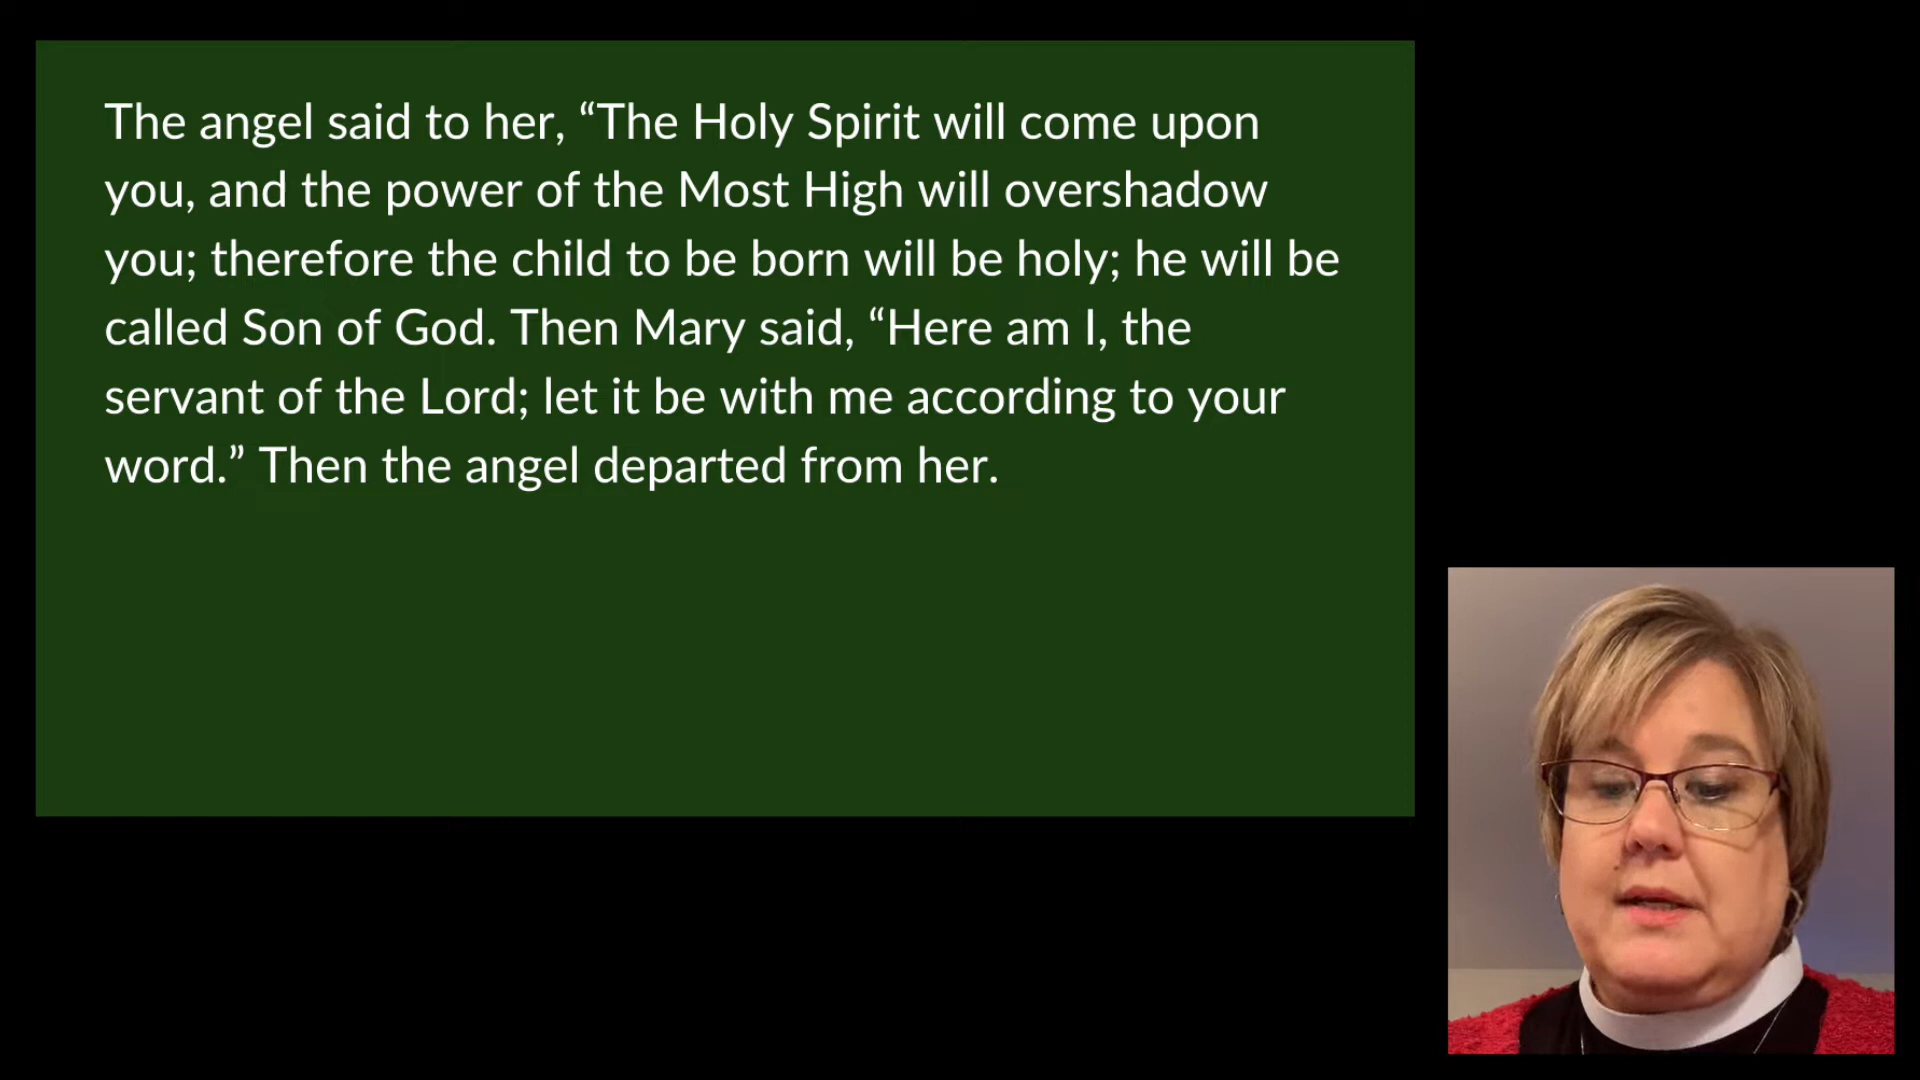 The angel said to her, “The Holy Spirit will come upon
you, and the power of the Most High will overshadow
you; therefore the child to be born will be holy; he will be
called Son of God. Then Mary said, “Here am I, the
servant of the Lord; let it be with me according to your
word.” Then the angel departed from her.